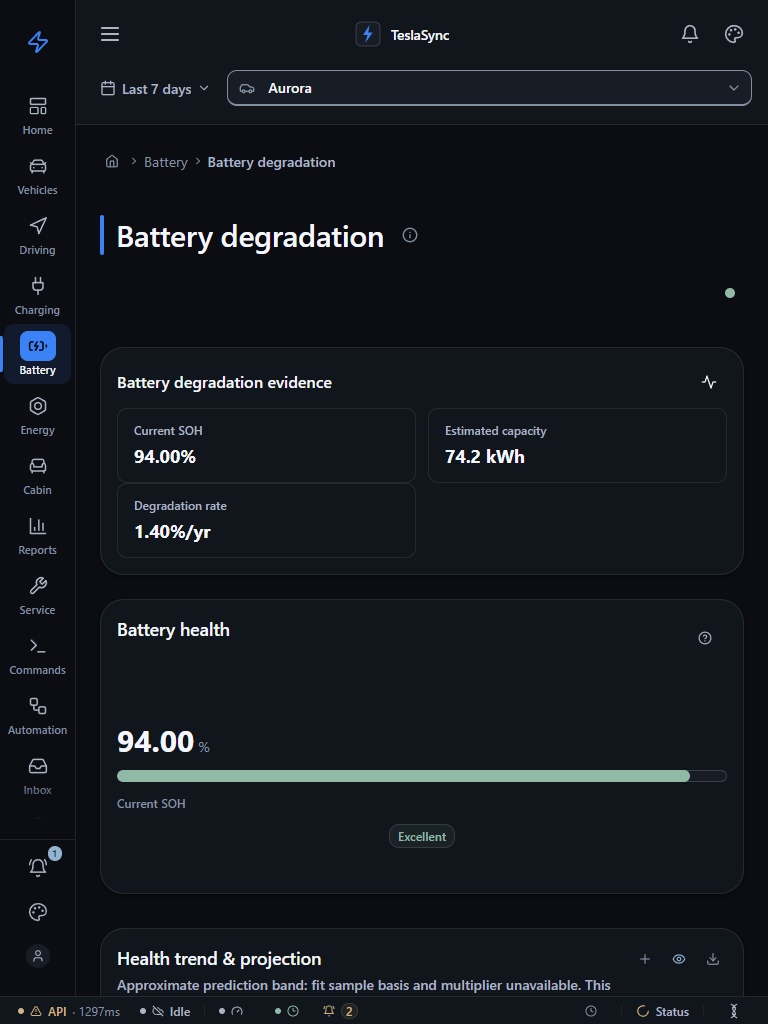 TeslaSync
Last 7 days
Aurora
Home
Vehicles
Driving
Charging
Battery
Energy
Cabin
Reports
Service
Commands
Automation
Inbox
1
Battery
Battery degradation
Battery degradation
Battery degradation evidence
Current SOH
94.00%
Estimated capacity
74.2 kWh
Degradation rate
1.40%/yr
Battery health
94.00 %
Current SOH
Excellent
Health trend & projection
Approximate prediction band: fit sample basis and multiplier unavailable. This
API · 1297ms
Idle
2
Status